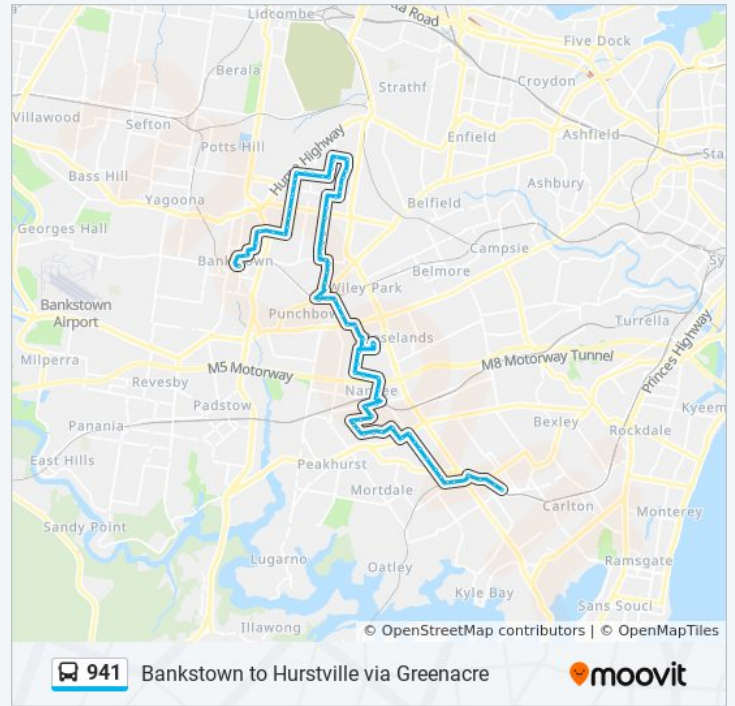 Lidcombe
ta Road
Five Dock
Berala
Strathf
Croydon
Villawood
Sefton
Hume Highway
Enfield
Ashfield
Potts Hill
Sta
Bass Hill
Ashbury
Yagoona
Belfield
Georges Hall
Campsie
Sy
Bankstown
Belmore
Bankstown
Airport
Wiley Park
Punchbowl
Turrella
selands
Princes Highway
Milperra
M5 Motorway
M8 Motorway Tunnel
Revesby
Padstow
Kyeem
Bexley
Rockdale
Panania
East Hills
Peakhurst
Mortdale
Carlton
Monterey
Sandy Point
Lugarno
Oatley
Ramsgate
Kyle Bay
Sans Souci
Illawong
© OpenStreetMap contributors | © OpenMapTiles
941 Bankstown to Hurstville via Greenacre
moovit